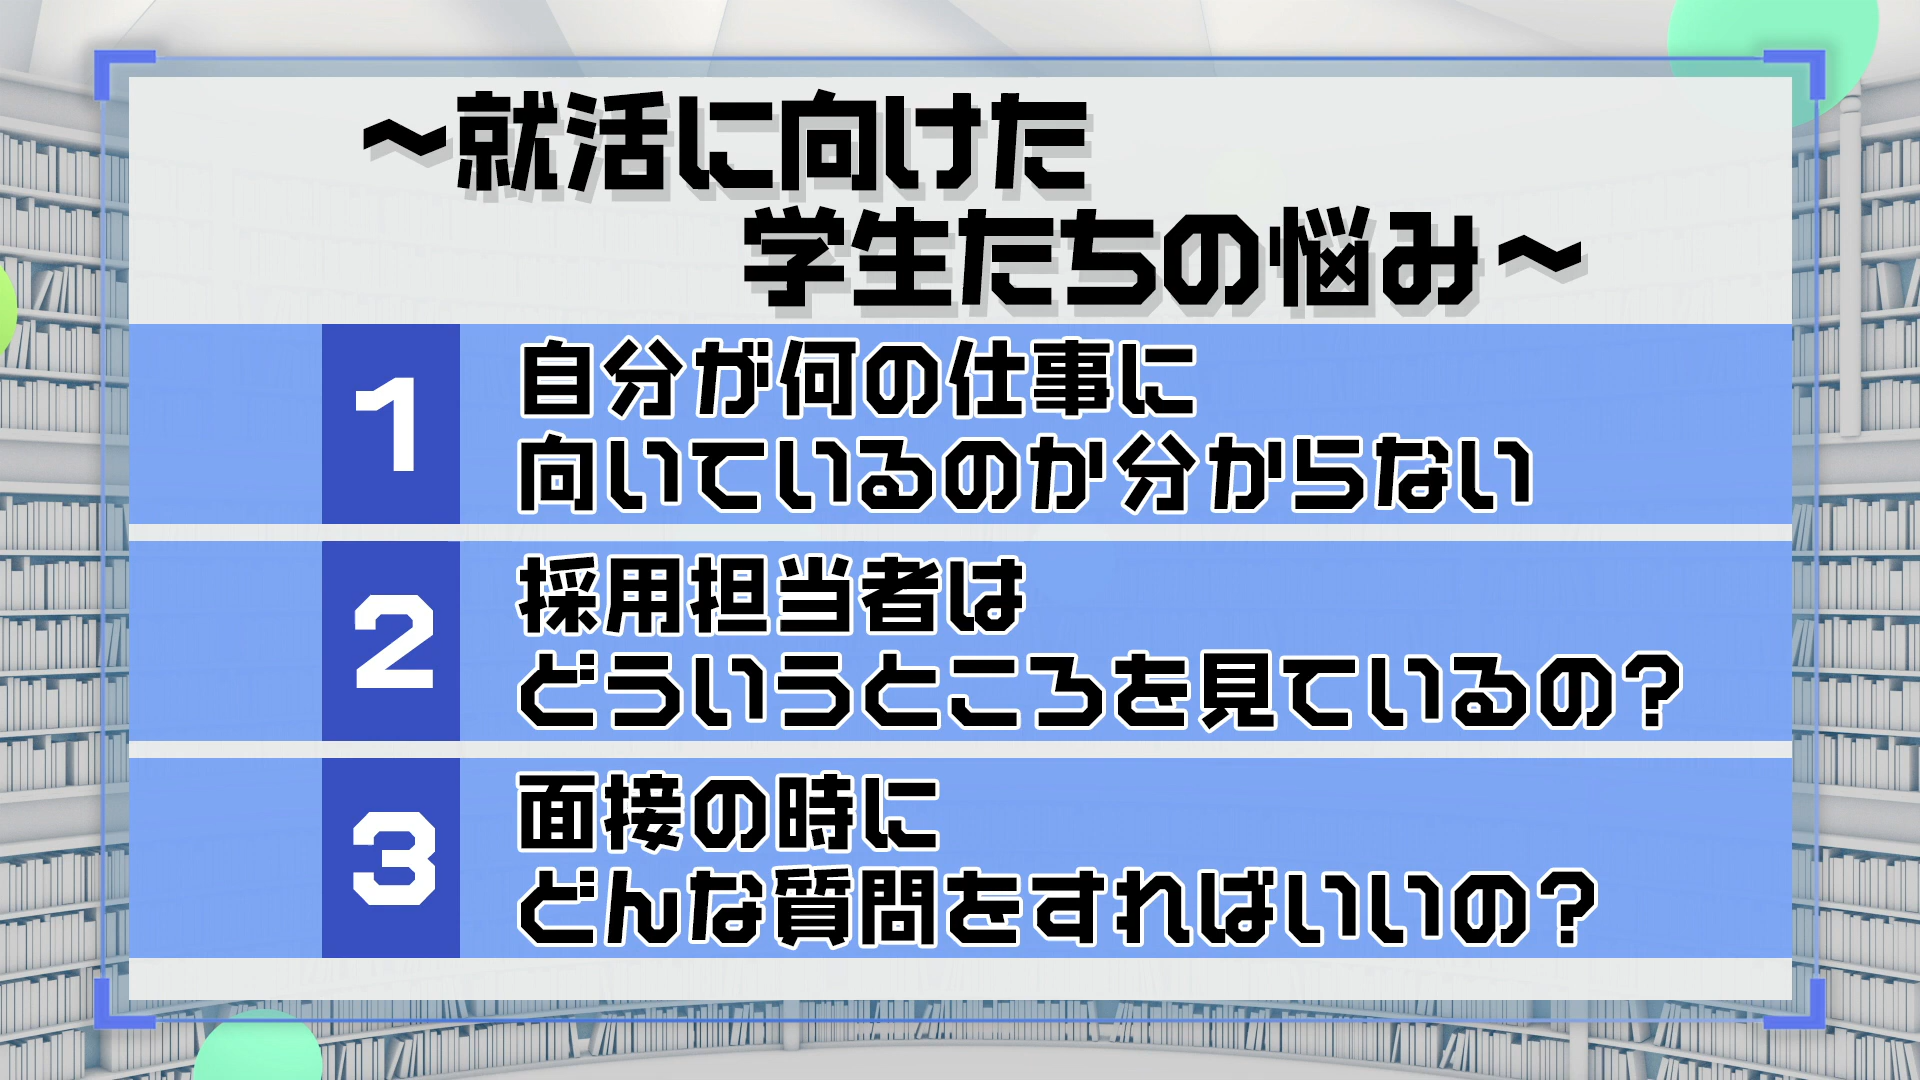 ～就活に向けた
学生たちの悩み～
1
自分が何の仕事に
向いているのか分からない
2
採用担当者は
どういうところを見ているの?
3
面接の時に
どんな質問をすればいいの?